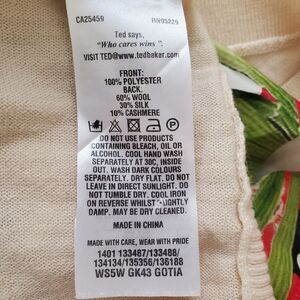 CA25459 RN95229
Ted says,
"Who cares wins".
VISIT TED@www.tedbaker.com
FRONT:
100% POLYESTER
BACK:
60% WOOL
30% SILK
10% CASHMERE
DO NOT USE PRODUCTS
CONTAINING BLEACH, OIL OR
ALCOHOL. COOL HAND WASH
SEPARATELY AT 30C, INSIDE
OUT. WASH DARK COLOURS
SEPARATELY. DRY FLAT. DO NOT
LEAVE IN DIRECT SUNLIGHT. DO
NOT TUMBLE DRY. COOL IRON
ON REVERSE WHILST SLIGHTLY
DAMP. MAY BE DRY CLEANED.
MADE IN CHINA
MADE WITH CARE, WEAR WITH PRIDE
1401 133487/133488/
134134/135356/136188
WS5W GK43 GOTIA